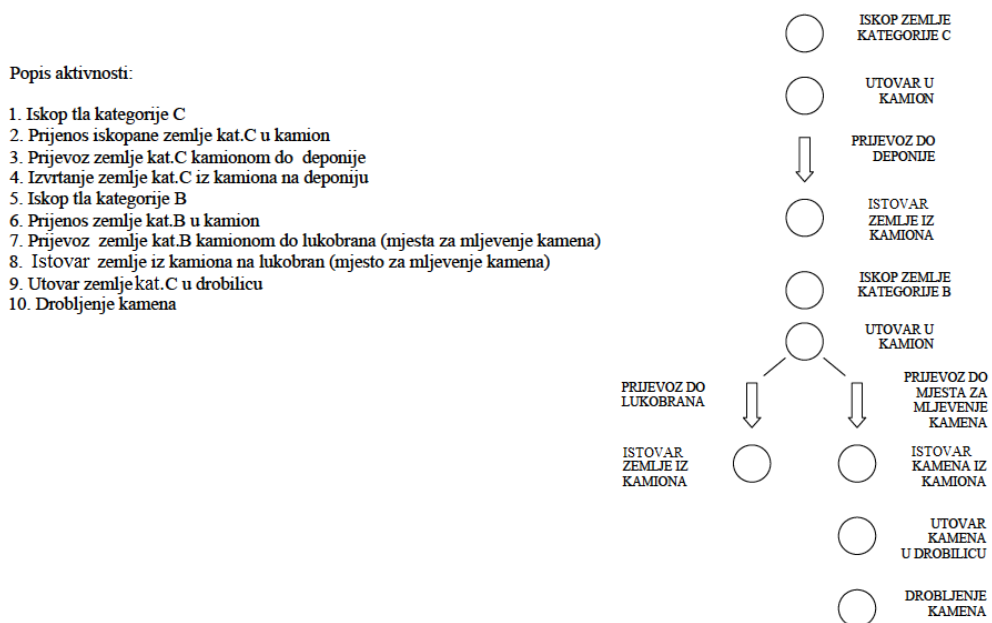 Popis aktivnosti:
1. Iskop tla kategorije C
2. Prijenos iskopane zemlje kat.C u kamion
3. Prijevoz zemlje kat.C kamionom do deponije
4. Izvrtanje zemlje kat.C iz kamiona na deponiju
5. Iskop tla kategorije B
6. Prijenos zemlje kat.B u kamion
7. Prijevoz zemlje kat.B kamionom do lukobrana (mjesta za mljevenje kamena)
8. Istovar zemlje iz kamiona na lukobran (mjesto za mljevenje kamena)
9. Utovar zemlje kat.C u drobilicu
10. Drobljenje kamena
ISKOP ZEMLJE
KATEGORIJE C
UTOVAR U
KAMION
PRIJEVOZ DO
DEPONIJE
ISTOVAR
ZEMLJE IZ
KAMIONA
ISKOP ZEMLJE
KATEGORIJE B
UTOVAR U
KAMION
PRIJEVOZ DO
LUKOBRANA
PRIJEVOZ DO
MJESTA ZA
MLJEVENJE
KAMENA
ISTOVAR
ZEMLJE IZ
KAMIONA
ISTOVAR
KAMENA IZ
KAMIONA
UTOVAR
KAMENA
U DROBILICU
DROBLJENJE
KAMENA